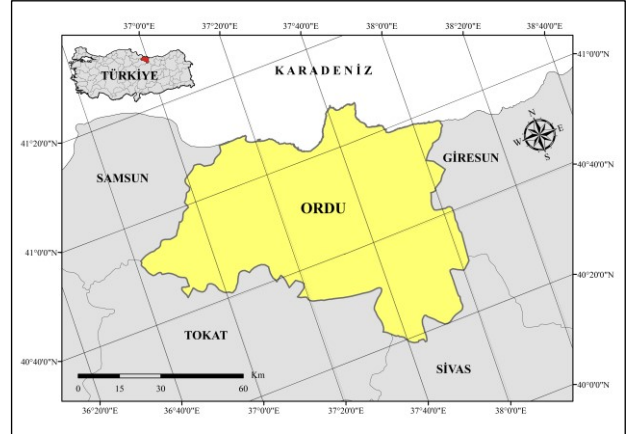 37°0'0"E 37°20'0"E 37°40'0"E 38°0'0"E 38°20'0"E 38°40'0"E
TÜRKİYE
KARADENİZ
41°0'0"N
41°20'0"N
SAMSUN
GİRESUN
N
W E
S
40°40'0"N
ORDU
41°0'0"N
40°20'0"N
TOKAT
40°40'0"N
SİVAS
Km
0 15 30 60
40°0'0"N
36°20'0"E 36°40'0"E 37°0'0"E 37°20'0"E 37°40'0"E 38°0'0"E